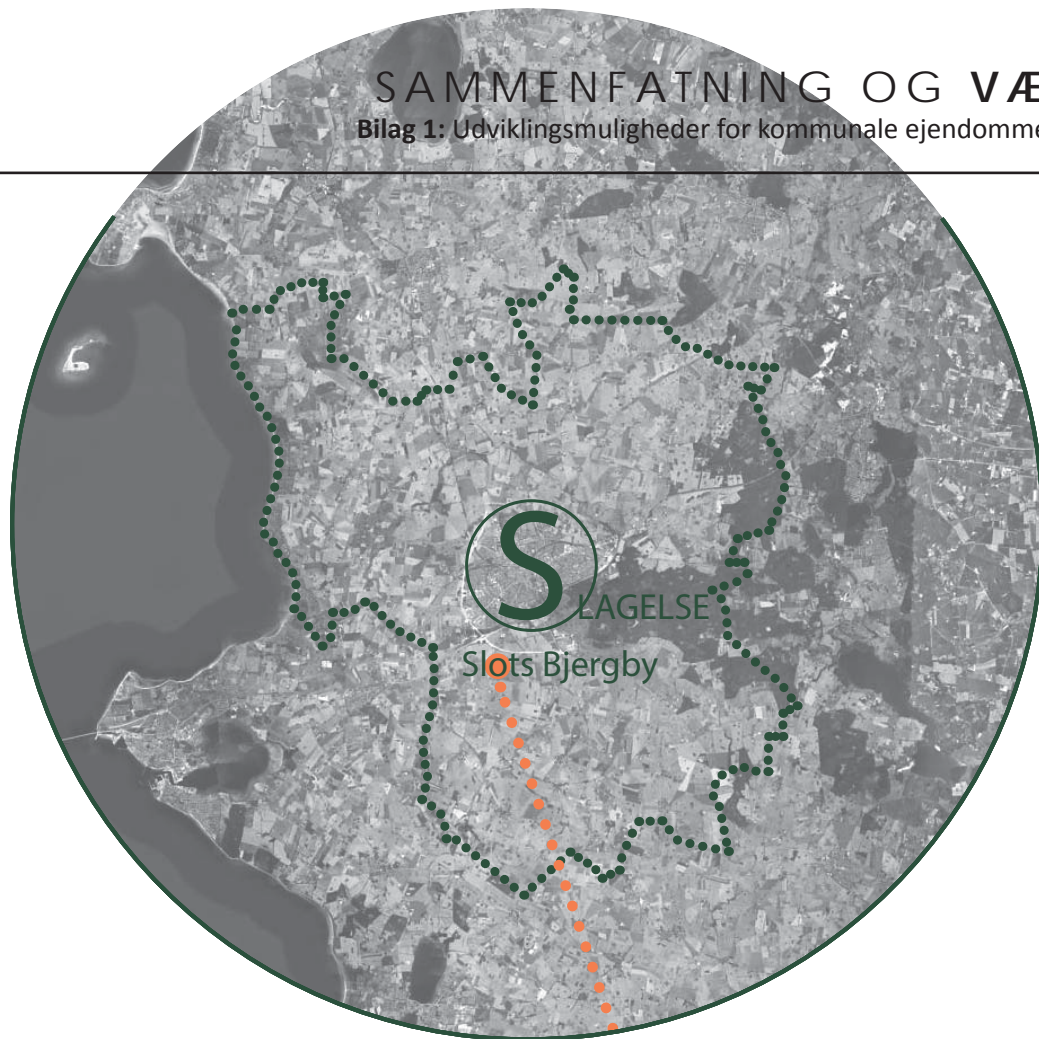 SAMMENFATNING OG VÆ
Bilag 1: Udviklingsmuligheder for kommunale ejendomme
SLAGELSE
Slots Bjergby